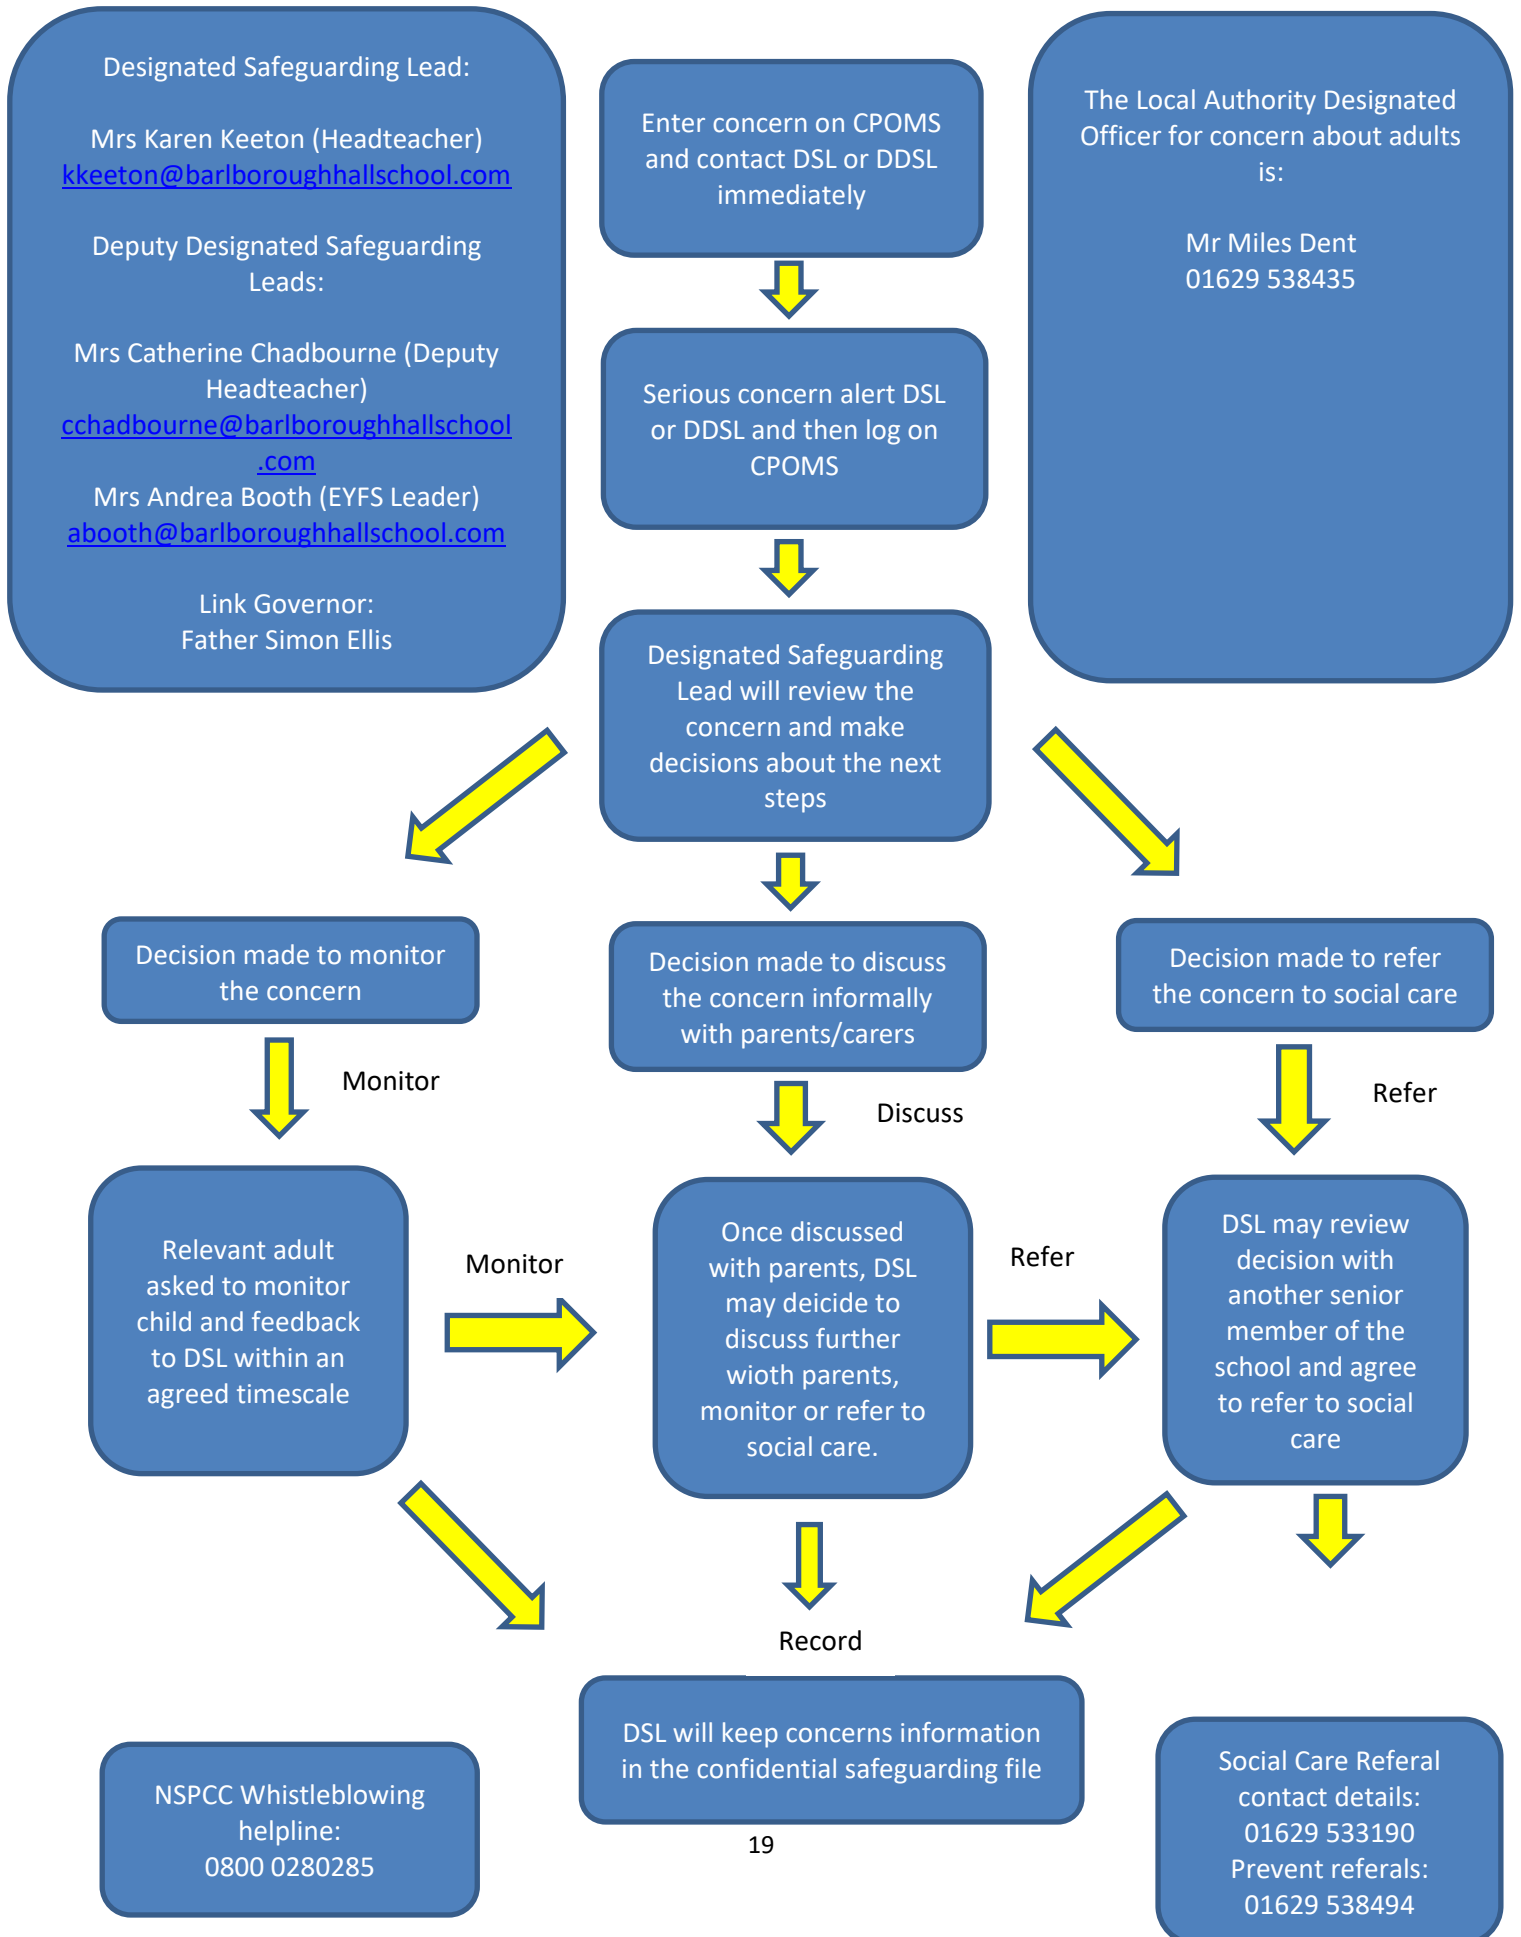 Designated Safeguarding Lead:
Mrs Karen Keeton (Headteacher)
kkeeton@barlboroughhallschool.com
Deputy Designated Safeguarding
Leads:
Mrs Catherine Chadbourne (Deputy
Headteacher)
cchadbourne@barlboroughhallschool
.com
Mrs Andrea Booth (EYFS Leader)
abooth@barlboroughhallschool.com
Link Governor:
Father Simon Ellis
Enter concern on CPOMS
and contact DSL or DDSL
immediately
The Local Authority Designated
Officer for concern about adults
is:
Mr Miles Dent
01629 538435
Serious concern alert DSL
or DDSL and then log on
CPOMS
Designated Safeguarding
Lead will review the
concern and make
decisions about the next
steps
Decision made to monitor
the concern
Decision made to discuss
the concern informally
with parents/carers
Decision made to refer
the concern to social care
Monitor
Discuss
Refer
Relevant adult
asked to monitor
child and feedback
to DSL within an
agreed timescale
Monitor
Once discussed
with parents, DSL
may deicide to
discuss further
wioth parents,
monitor or refer to
social care.
Refer
DSL may review
decision with
another senior
member of the
school and agree
to refer to social
care
Record
DSL will keep concerns information
in the confidential safeguarding file
NSPCC Whistleblowing
helpline:
0800 0280285
19
Social Care Referal
contact details:
01629 533190
Prevent referals:
01629 538494